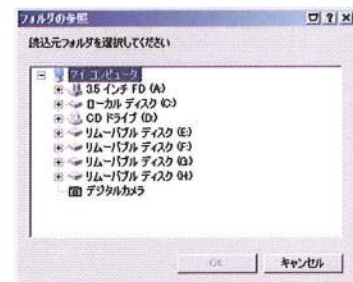 フォルダの参照
読込元フォルダを選択してください
マイ コンピュータ
3.5 インチ FD (A:)
ローカル ディスク (C:)
CD ドライブ (D:)
リムーバブル ディスク (E:)
リムーバブル ディスク (F:)
リムーバブル ディスク (G:)
リムーバブル ディスク (H:)
デジタルカメラ
OK
キャンセル